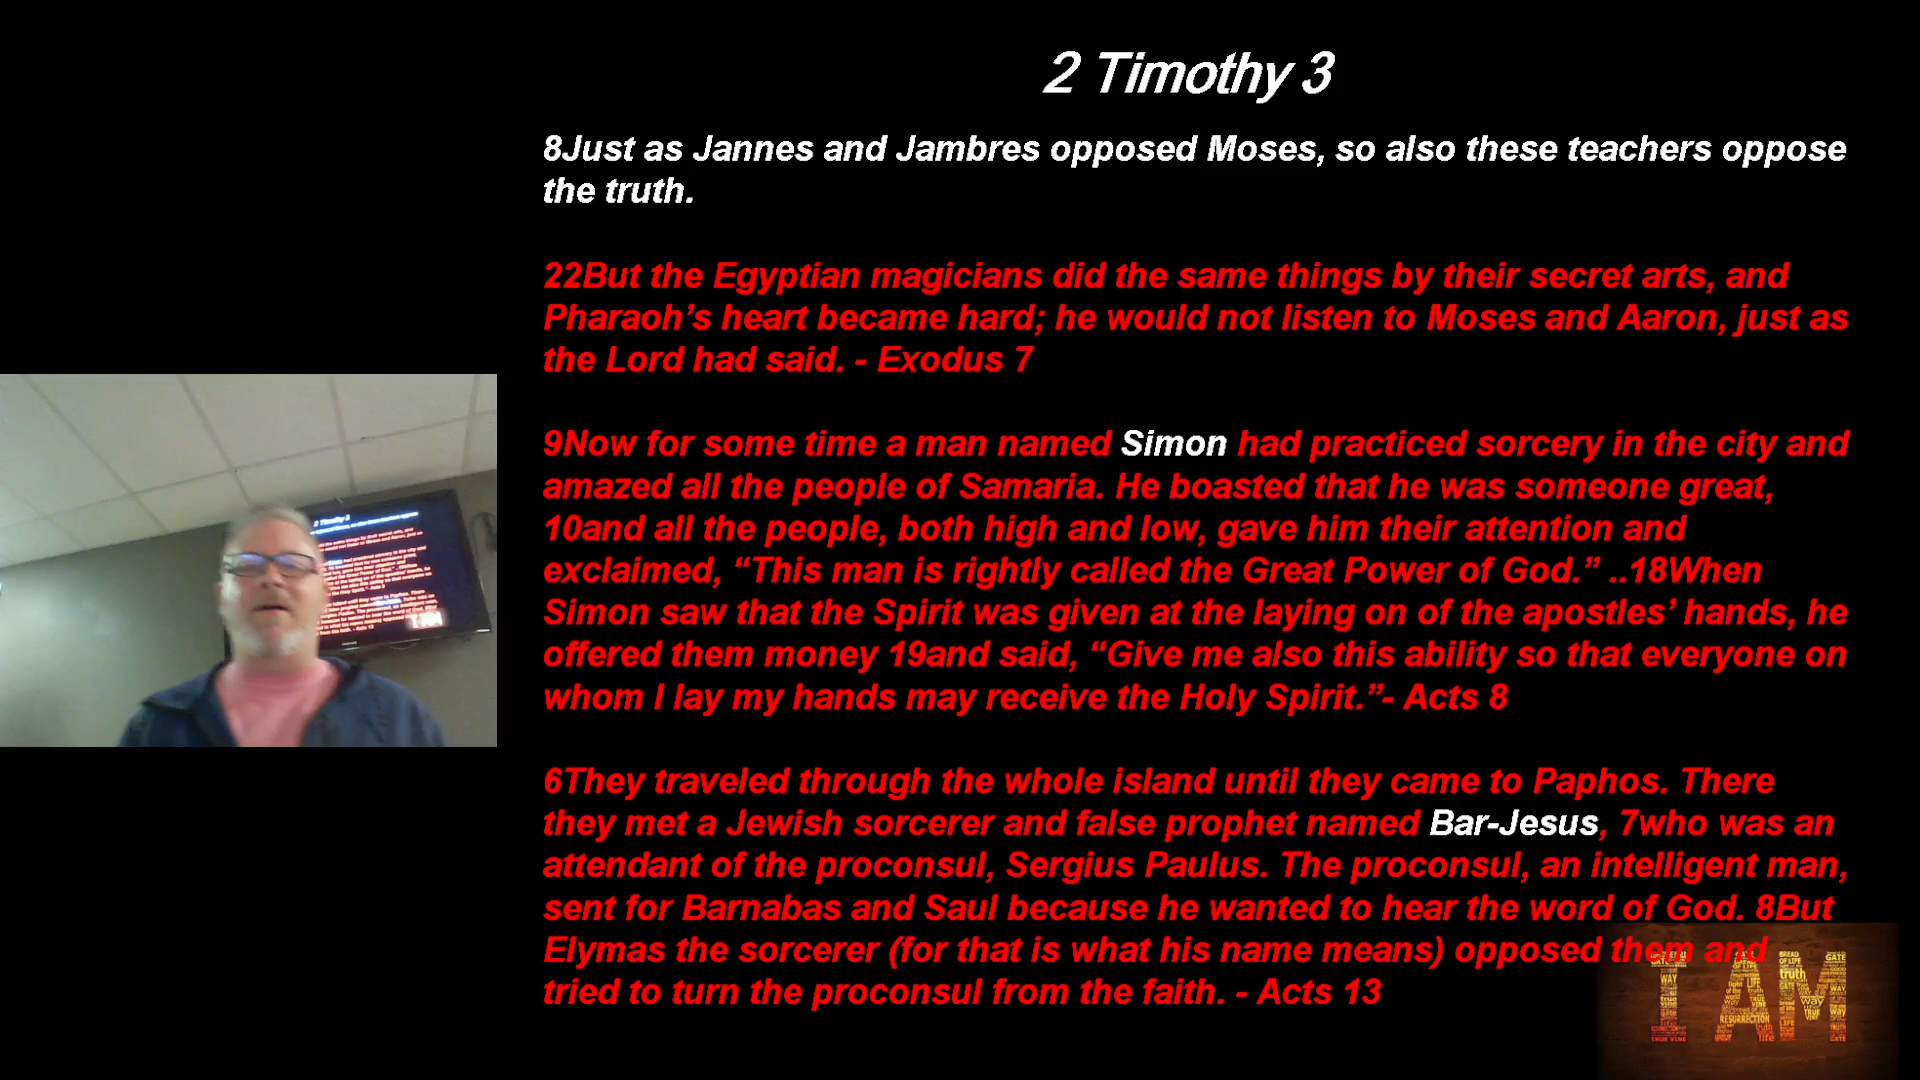 2 Timothy 3
8Just as Jannes and Jambres opposed Moses, so also these teachers oppose
the truth.
22But the Egyptian magicians did the same things by their secret arts, and
Pharaoh’s heart became hard; he would not listen to Moses and Aaron, just as
the Lord had said. - Exodus 7
9Now for some time a man named Simon had practiced sorcery in the city and
amazed all the people of Samaria. He boasted that he was someone great,
10and all the people, both high and low, gave him their attention and
exclaimed, “This man is rightly called the Great Power of God.” ..18When
Simon saw that the Spirit was given at the laying on of the apostles’ hands, he
offered them money 19and said, “Give me also this ability so that everyone on
whom I lay my hands may receive the Holy Spirit.”- Acts 8
6They traveled through the whole island until they came to Paphos. There
they met a Jewish sorcerer and false prophet named Bar-Jesus, 7who was an
attendant of the proconsul, Sergius Paulus. The proconsul, an intelligent man,
sent for Barnabas and Saul because he wanted to hear the word of God. 8But
Elymas the sorcerer (for that is what his name means) opposed them and
tried to turn the proconsul from the faith. - Acts 13
I AM